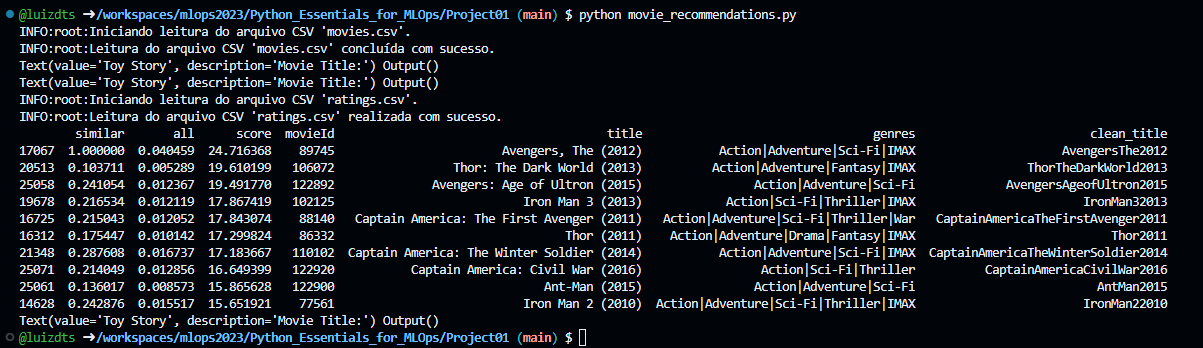 @luizdts ➜/workspaces/mlops2023/Python_Essentials_for_MLOps/Project01 (main) $ python movie_recommendations.py
INFO:root:Iniciando leitura do arquivo CSV 'movies.csv'.
INFO:root:Leitura do arquivo CSV 'movies.csv' concluída com sucesso.
Text(value='Toy Story', description='Movie Title:') Output()
Text(value='Toy Story', description='Movie Title:') Output()
INFO:root:Iniciando leitura do arquivo CSV 'ratings.csv'.
INFO:root:Leitura do arquivo CSV 'ratings.csv' realizada com sucesso.
similar all score movieId title genres clean_title
17067 1.000000 0.040459 24.716368 89745 Avengers, The (2012) Action|Adventure|Sci-Fi|IMAX AvengersThe2012
20513 0.103711 0.005289 19.610199 106072 Thor: The Dark World (2013) Action|Adventure|Fantasy|IMAX ThorTheDarkWorld2013
25058 0.241054 0.012367 19.491770 122892 Avengers: Age of Ultron (2015) Action|Adventure|Sci-Fi AvengersAgeofUltron2015
19678 0.216534 0.012119 17.867419 102125 Iron Man 3 (2013) Action|Sci-Fi|Thriller|IMAX IronMan32013
16725 0.215043 0.012052 17.843074 88140 Captain America: The First Avenger (2011) Action|Adventure|Sci-Fi|Thriller|War CaptainAmericaTheFirstAvenger2011
16312 0.175447 0.010142 17.299824 86332 Thor (2011) Action|Adventure|Drama|Fantasy|IMAX Thor2011
21348 0.287608 0.016737 17.183667 110102 Captain America: The Winter Soldier (2014) Action|Adventure|Sci-Fi|IMAX CaptainAmericaTheWinterSoldier2014
25071 0.214049 0.012856 16.649399 122920 Captain America: Civil War (2016) Action|Sci-Fi|Thriller CaptainAmericaCivilWar2016
25061 0.136017 0.008573 15.865628 122900 Ant-Man (2015) Action|Adventure|Sci-Fi AntMan2015
14628 0.242876 0.015517 15.651921 77561 Iron Man 2 (2010) Action|Adventure|Sci-Fi|Thriller|IMAX IronMan22010
Text(value='Toy Story', description='Movie Title:') Output()
@luizdts ➜/workspaces/mlops2023/Python_Essentials_for_MLOps/Project01 (main) $